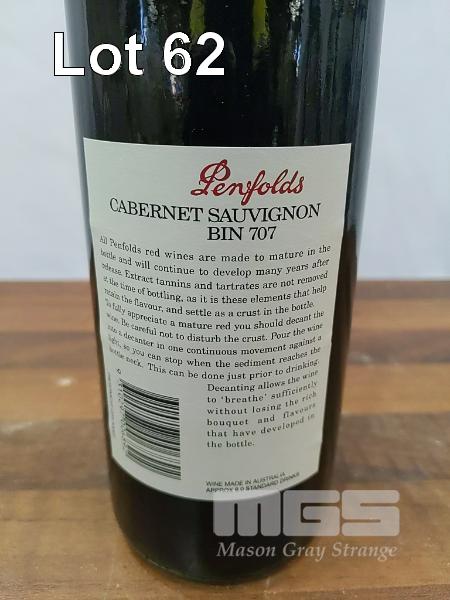 Lot 62
Penfolds
CABERNET SAUVIGNON
BIN 707
All Penfolds red wines are made to mature in the
bottle and will continue to develop many years after
release. Extract tannins and tartrates are not removed
at the time of bottling, as it is these elements that help
retain the flavour, and settle as a crust in the bottle.
To fully appreciate a mature red you should decant the
wine. Be careful not to disturb the crust. Pour the wine
into a decanter in one continuous movement against a
light, so you can stop when the sediment reaches the
bottle neck. This can be done just prior to drinking.
Decanting allows the wine
to 'breathe' sufficiently
without losing the rich
bouquet and flavours
that have developed in
the bottle.
WINE MADE IN AUSTRALIA
APPROX 8.0 STANDARD DRINKS
MGS
Mason Gray Strange